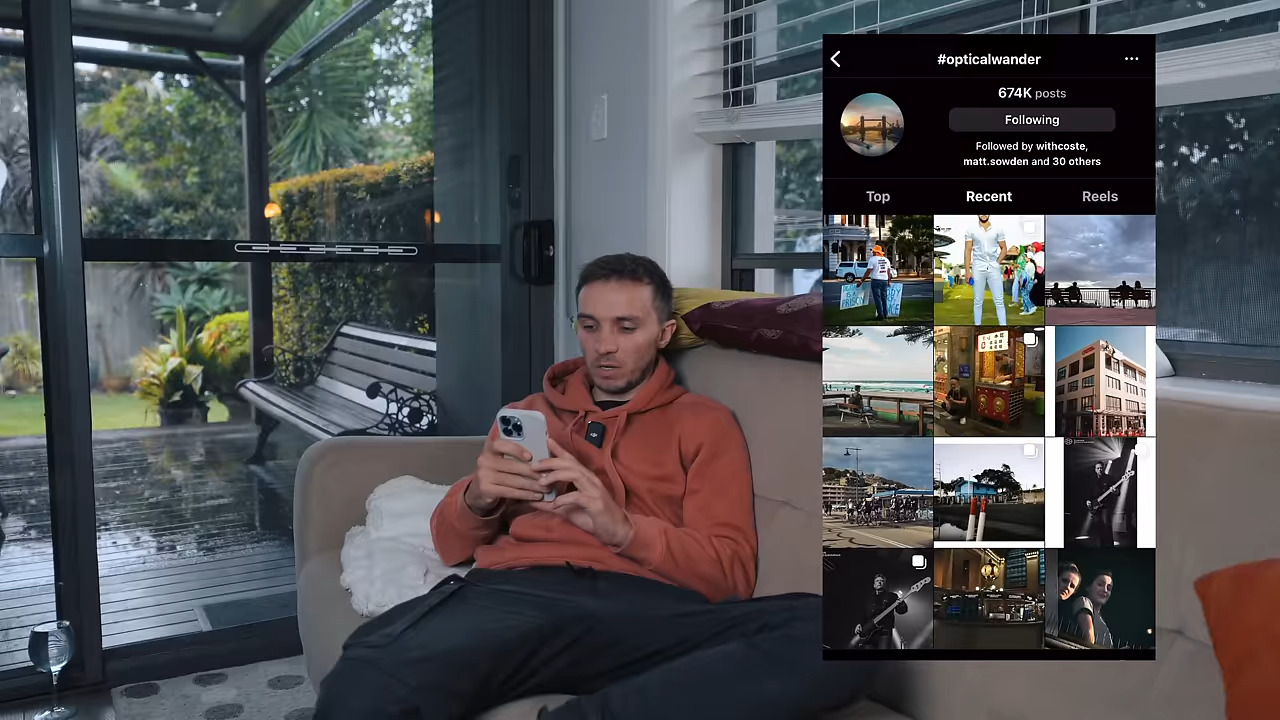 #opticalwander
674K posts
Following
Followed by withcoste,
matt.sowden and 30 others
Top
Recent
Reels